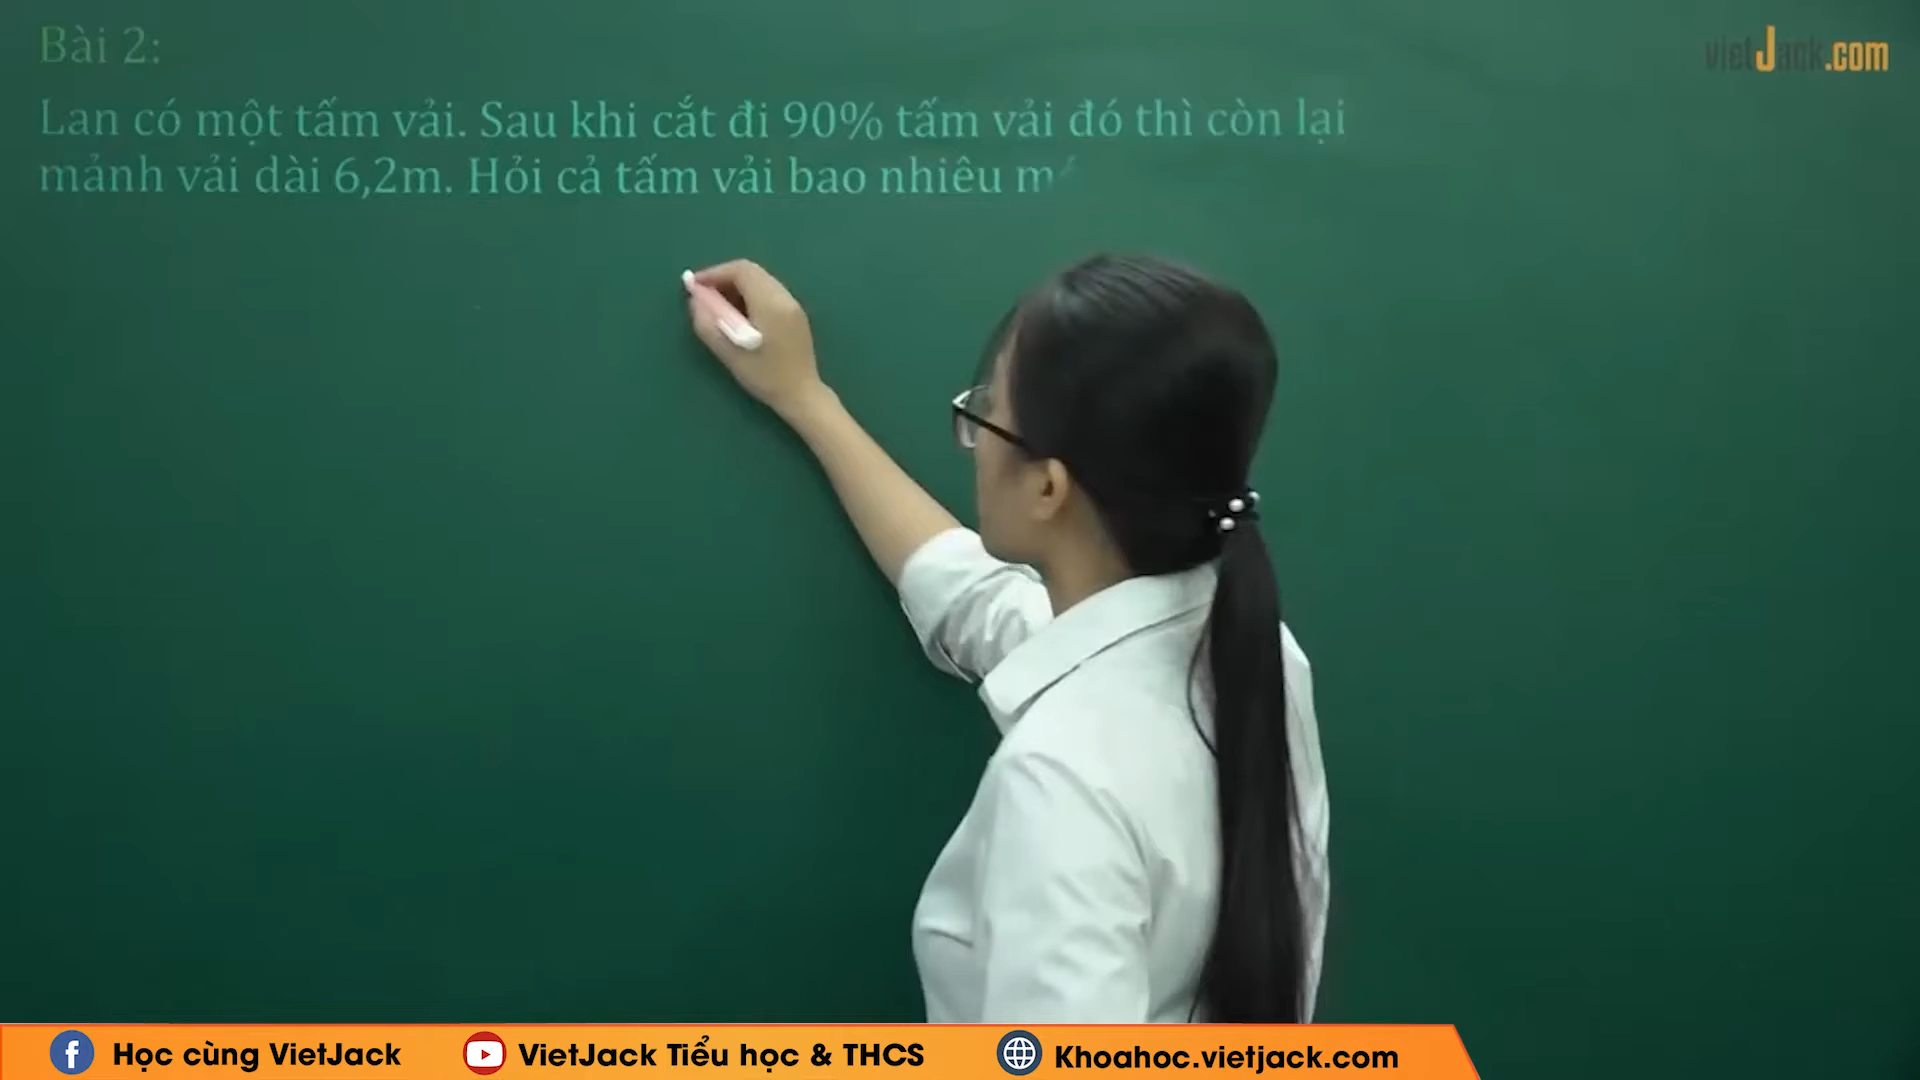 Bài 2:
vietJack.com
Lan có một tấm vải. Sau khi cắt đi 90% tấm vải đó thì còn lại
mảnh vải dài 6,2m. Hỏi cả tấm vải bao nhiêu m
Học cùng VietJack
VietJack Tiểu học & THCS
Khoahoc.vietjack.com